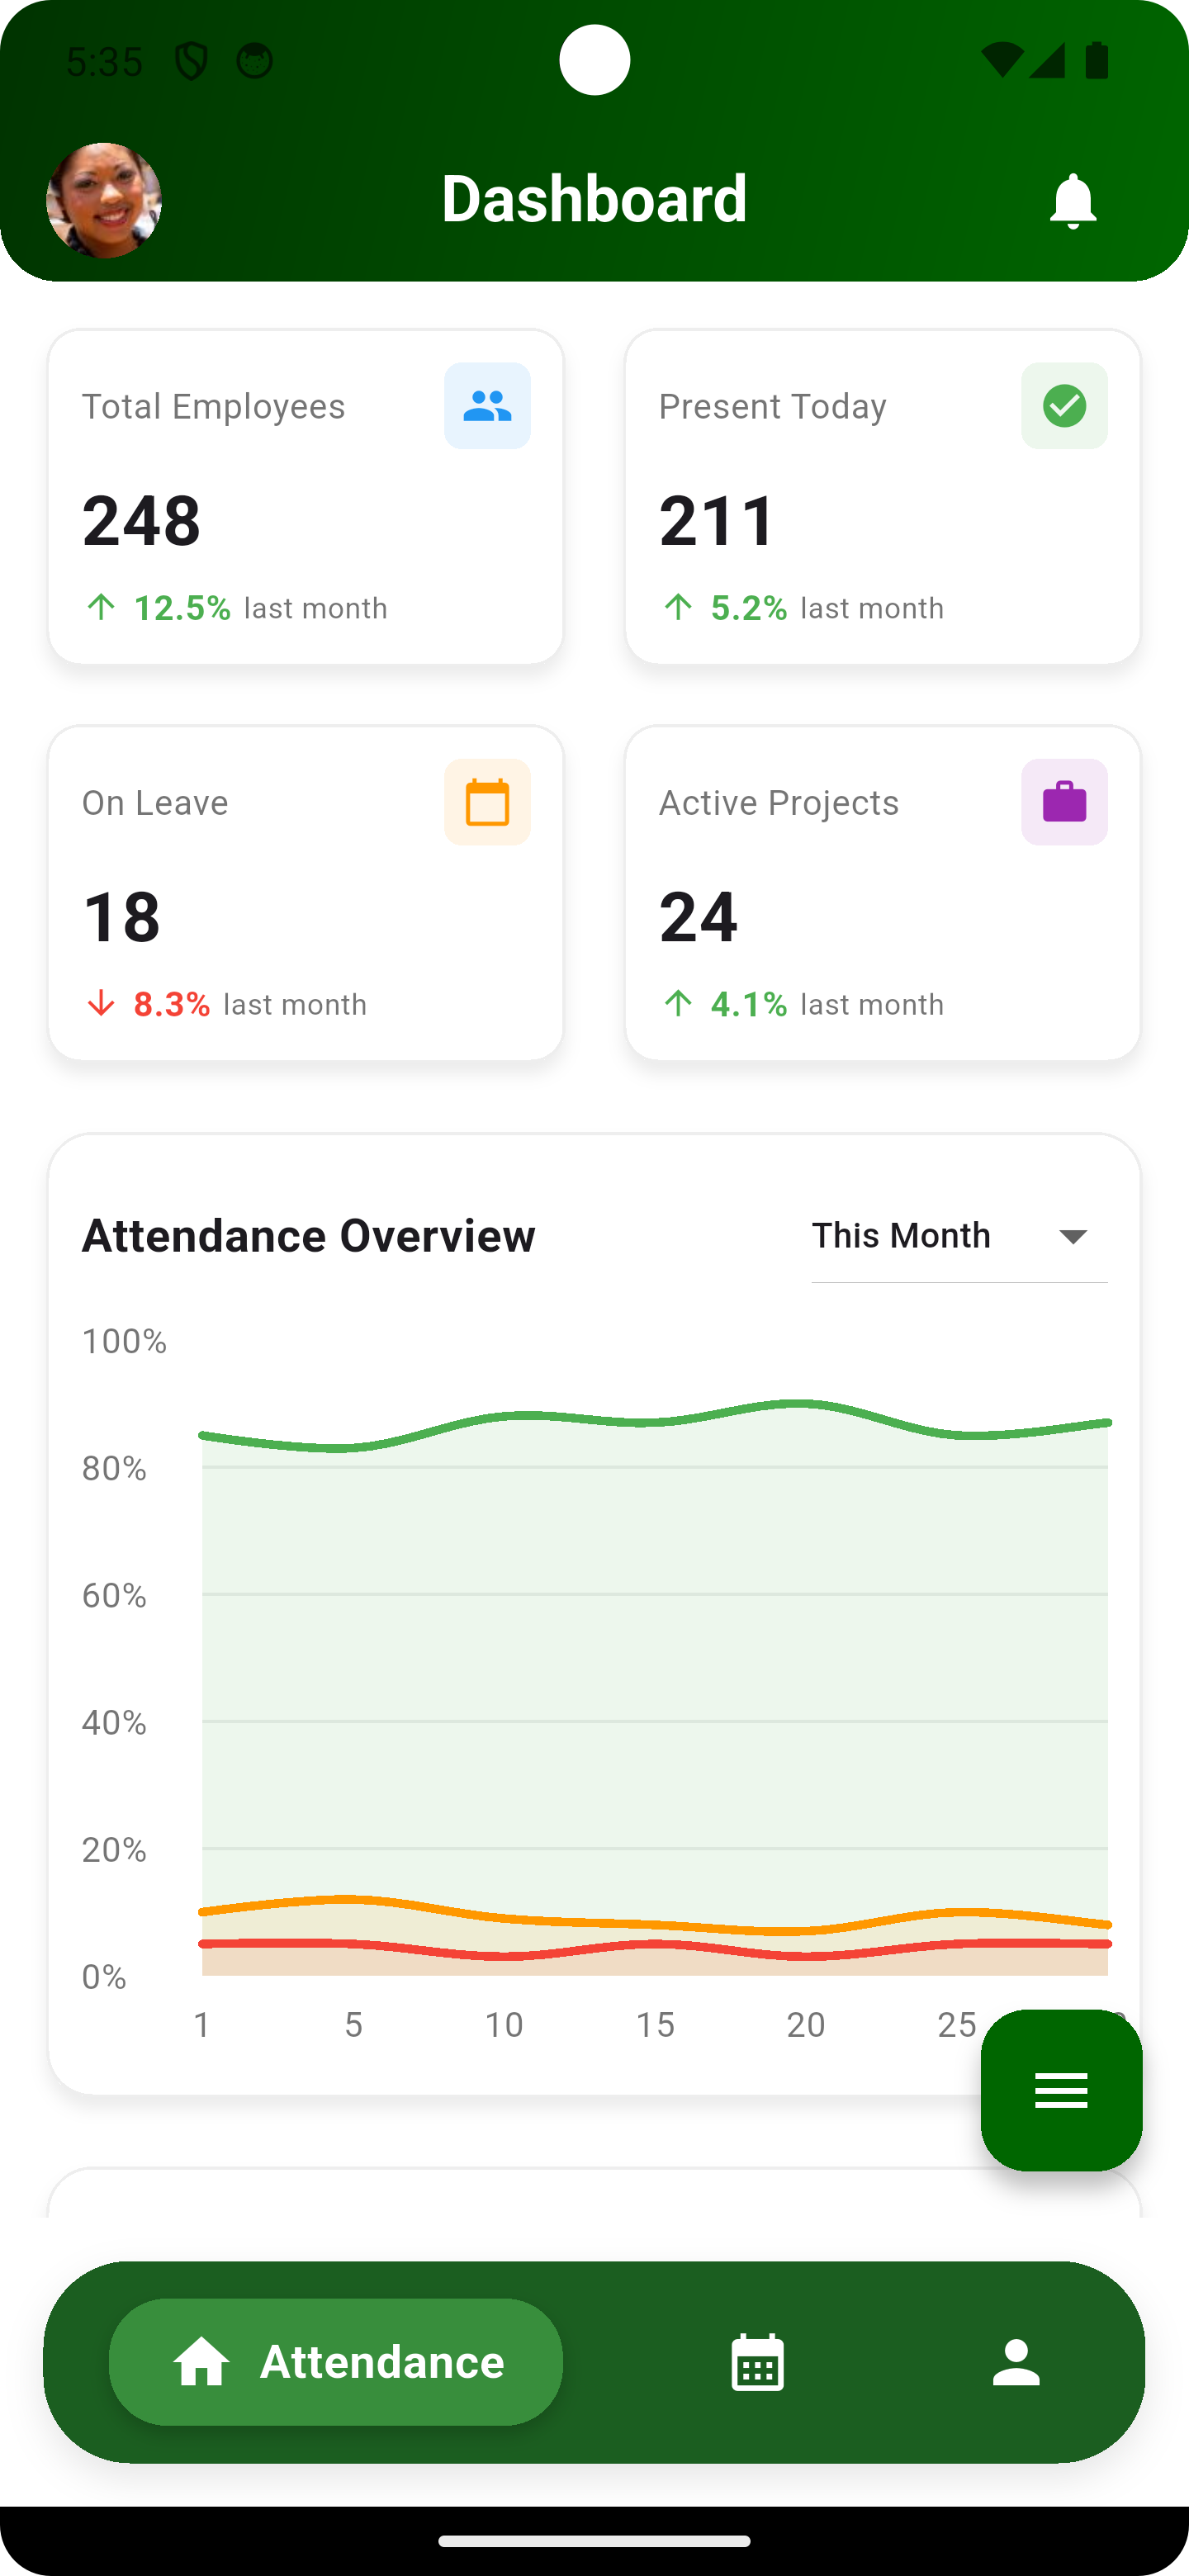 5:35
Dashboard
Total Employees
248
12.5% last month
Present Today
211
5.2% last month
On Leave
18
8.3% last month
Active Projects
24
4.1% last month
Attendance Overview
This Month
100%
80%
60%
40%
20%
0%
1 5 10 15 20 25
Attendance